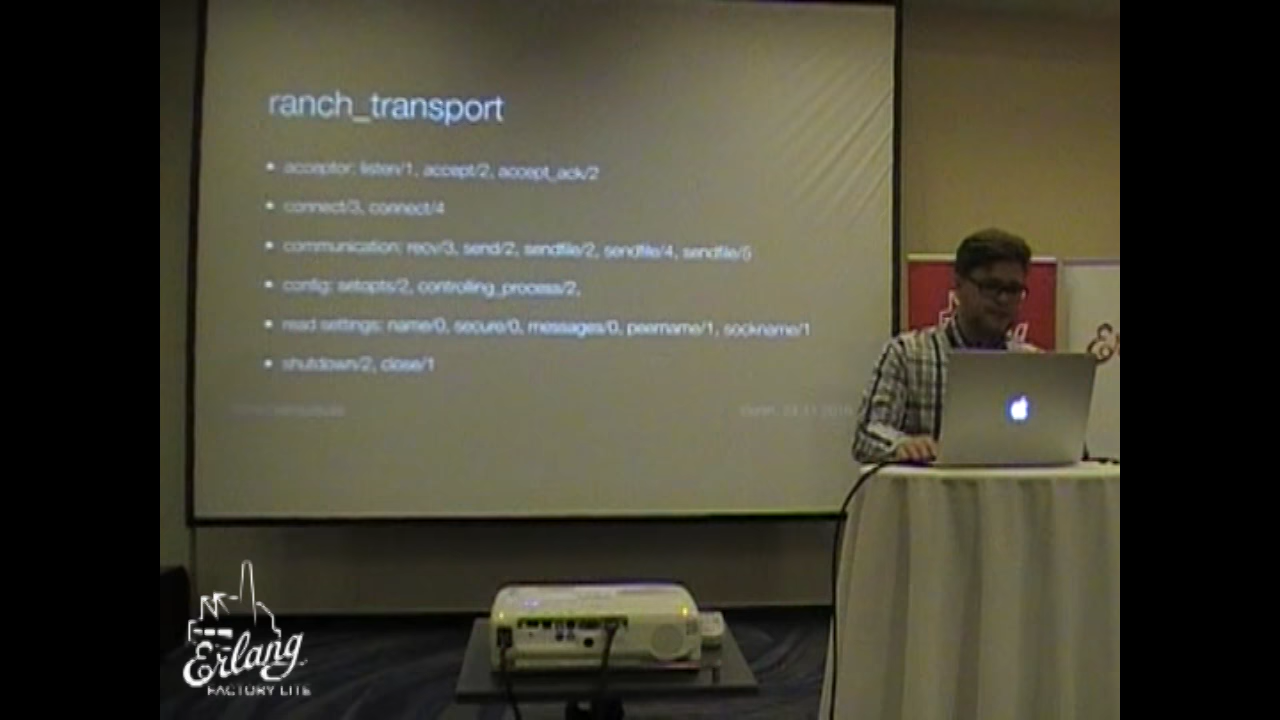 ranch_transport
• acceptor: listen/1, accept/2, accept_ack/2
• connect/3, connect/4
• communication: recv/3, send/2, sendfile/2, sendfile/4, sendfile/5
• config: setopts/2, controlling_process/2,
• read settings: name/0, secure/0, messages/0, peername/1, sockname/1
• shutdown/2, close/1
Erlang
FACTORY LITE